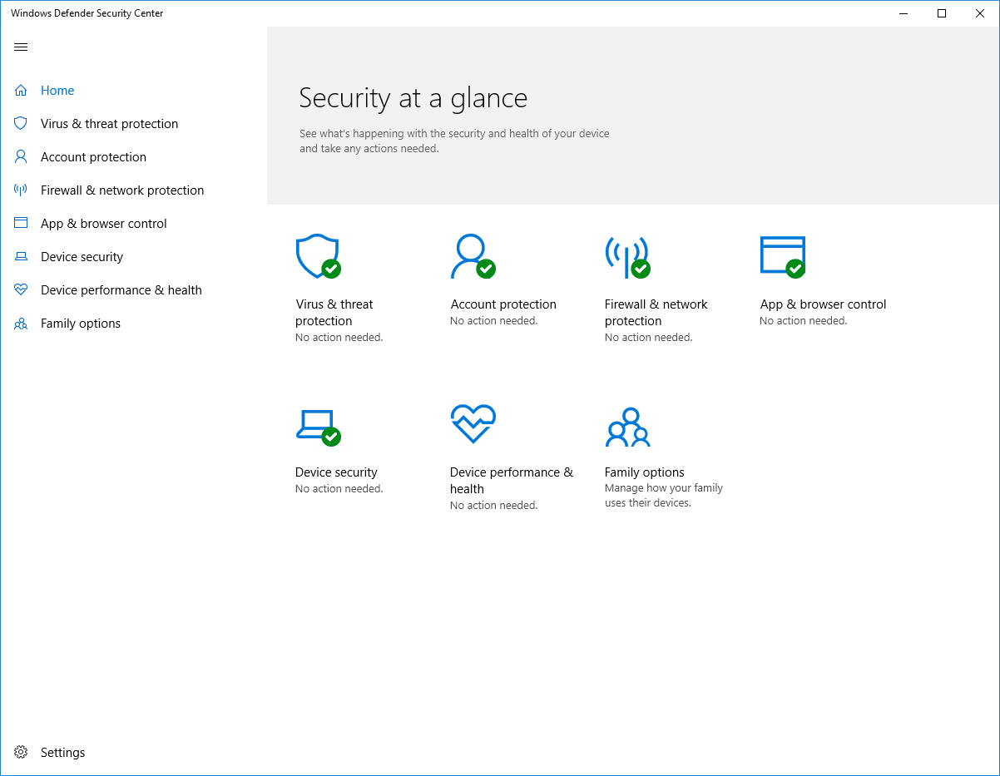 Windows Defender Security Center
Home
Virus & threat protection
Account protection
Firewall & network protection
App & browser control
Device security
Device performance & health
Family options
Settings
Security at a glance
See what's happening with the security and health of your device
and take any actions needed.
Virus & threat
protection
No action needed.
Account protection
No action needed.
Firewall & network
protection
No action needed.
App & browser control
No action needed.
Device security
No action needed.
Device performance &
health
No action needed.
Family options
Manage how your family
uses their devices.